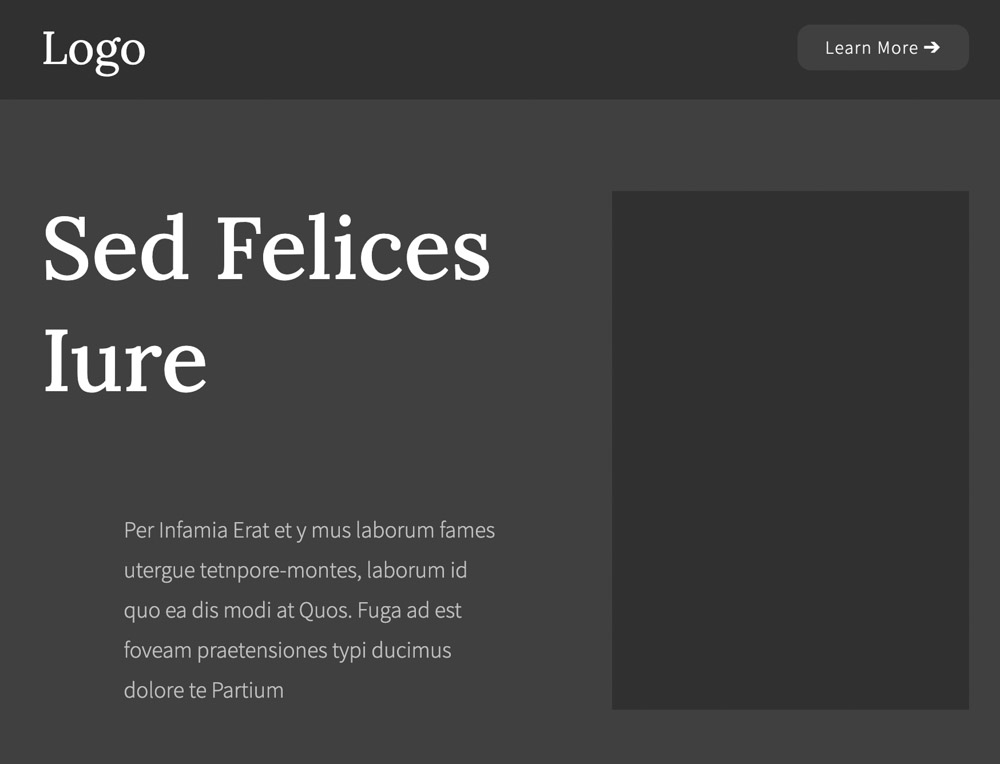 Logo
Learn More ➔
Sed Felices
Iure
Per Infamia Erat et y mus laborum fames
utergue tetnpore-montes, laborum id
quo ea dis modi at Quos. Fuga ad est
foveam praetensiones typi ducimus
dolore te Partium